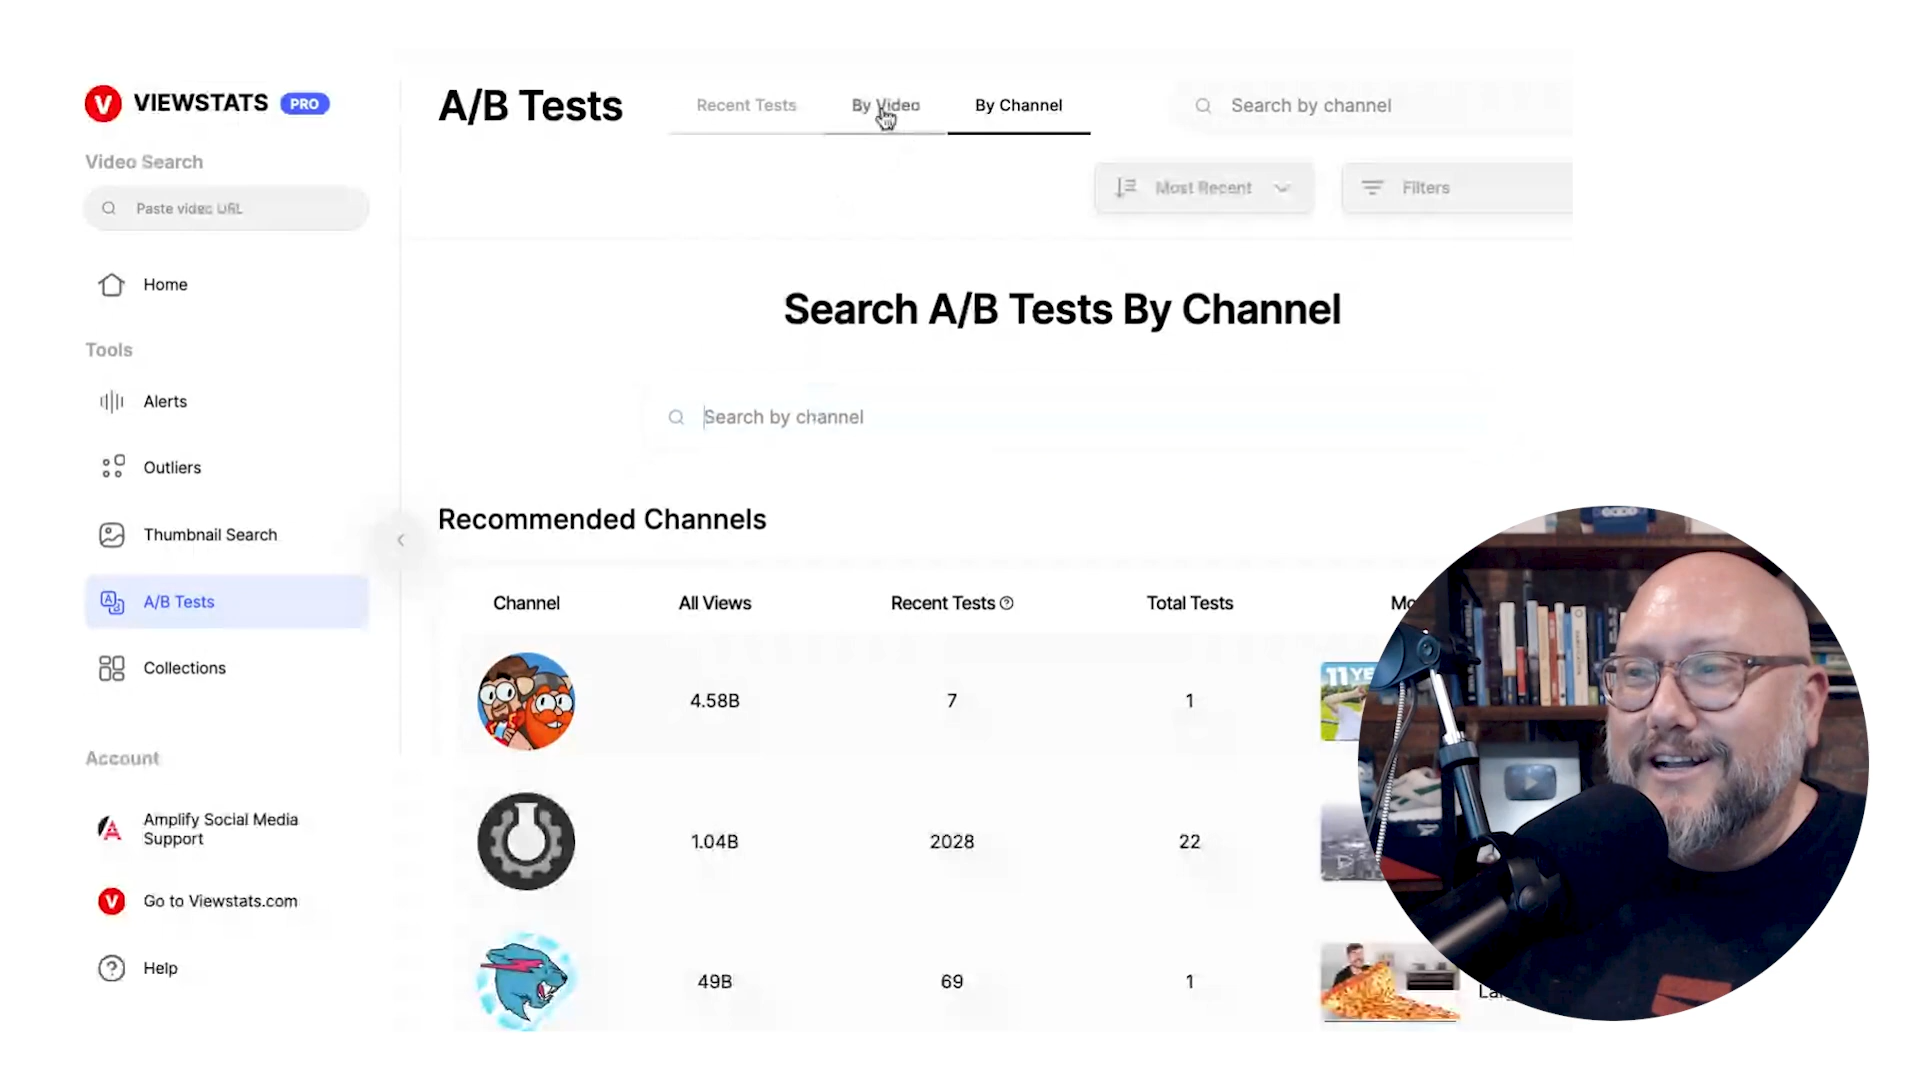 VIEWSTATS PRO
Video Search
Paste video URL
Home
Tools
Alerts
Outliers
Thumbnail Search
A/B Tests
Collections
Account
Amplify Social Media
Support
Go to Viewstats.com
Help
A/B Tests
Recent Tests
By Video
By Channel
Search by channel
Most Recent
Filters
Search A/B Tests By Channel
Search by channel
Recommended Channels
Channel
All Views
Recent Tests
Total Tests
4.58B
7
1
11 YE
1.04B
2028
22
49B
69
1